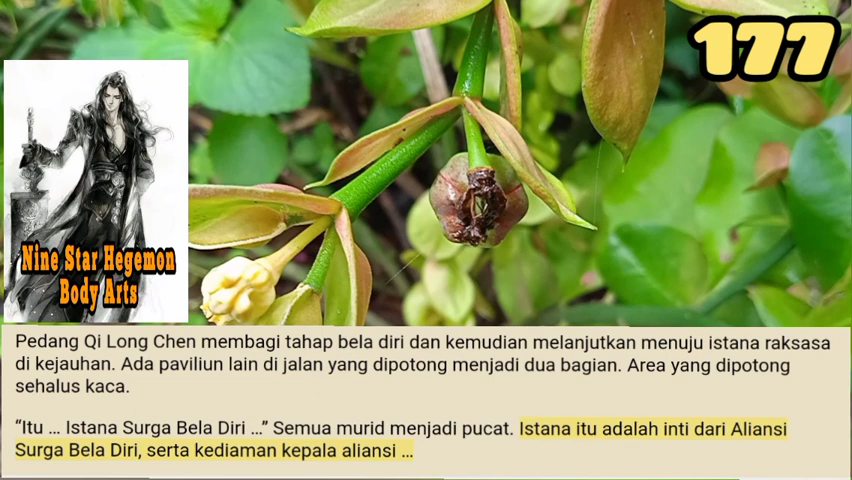 177
Nine Star Hegemon
Body Arts
Pedang Qi Long Chen membagi tahap bela diri dan kemudian melanjutkan menuju istana raksasa
di kejauhan. Ada paviliun lain di jalan yang dipotong menjadi dua bagian. Area yang dipotong
sehalus kaca.
“Itu ... Istana Surga Bela Diri ...” Semua murid menjadi pucat. Istana itu adalah inti dari Aliansi
Surga Bela Diri, serta kediaman kepala aliansi ...